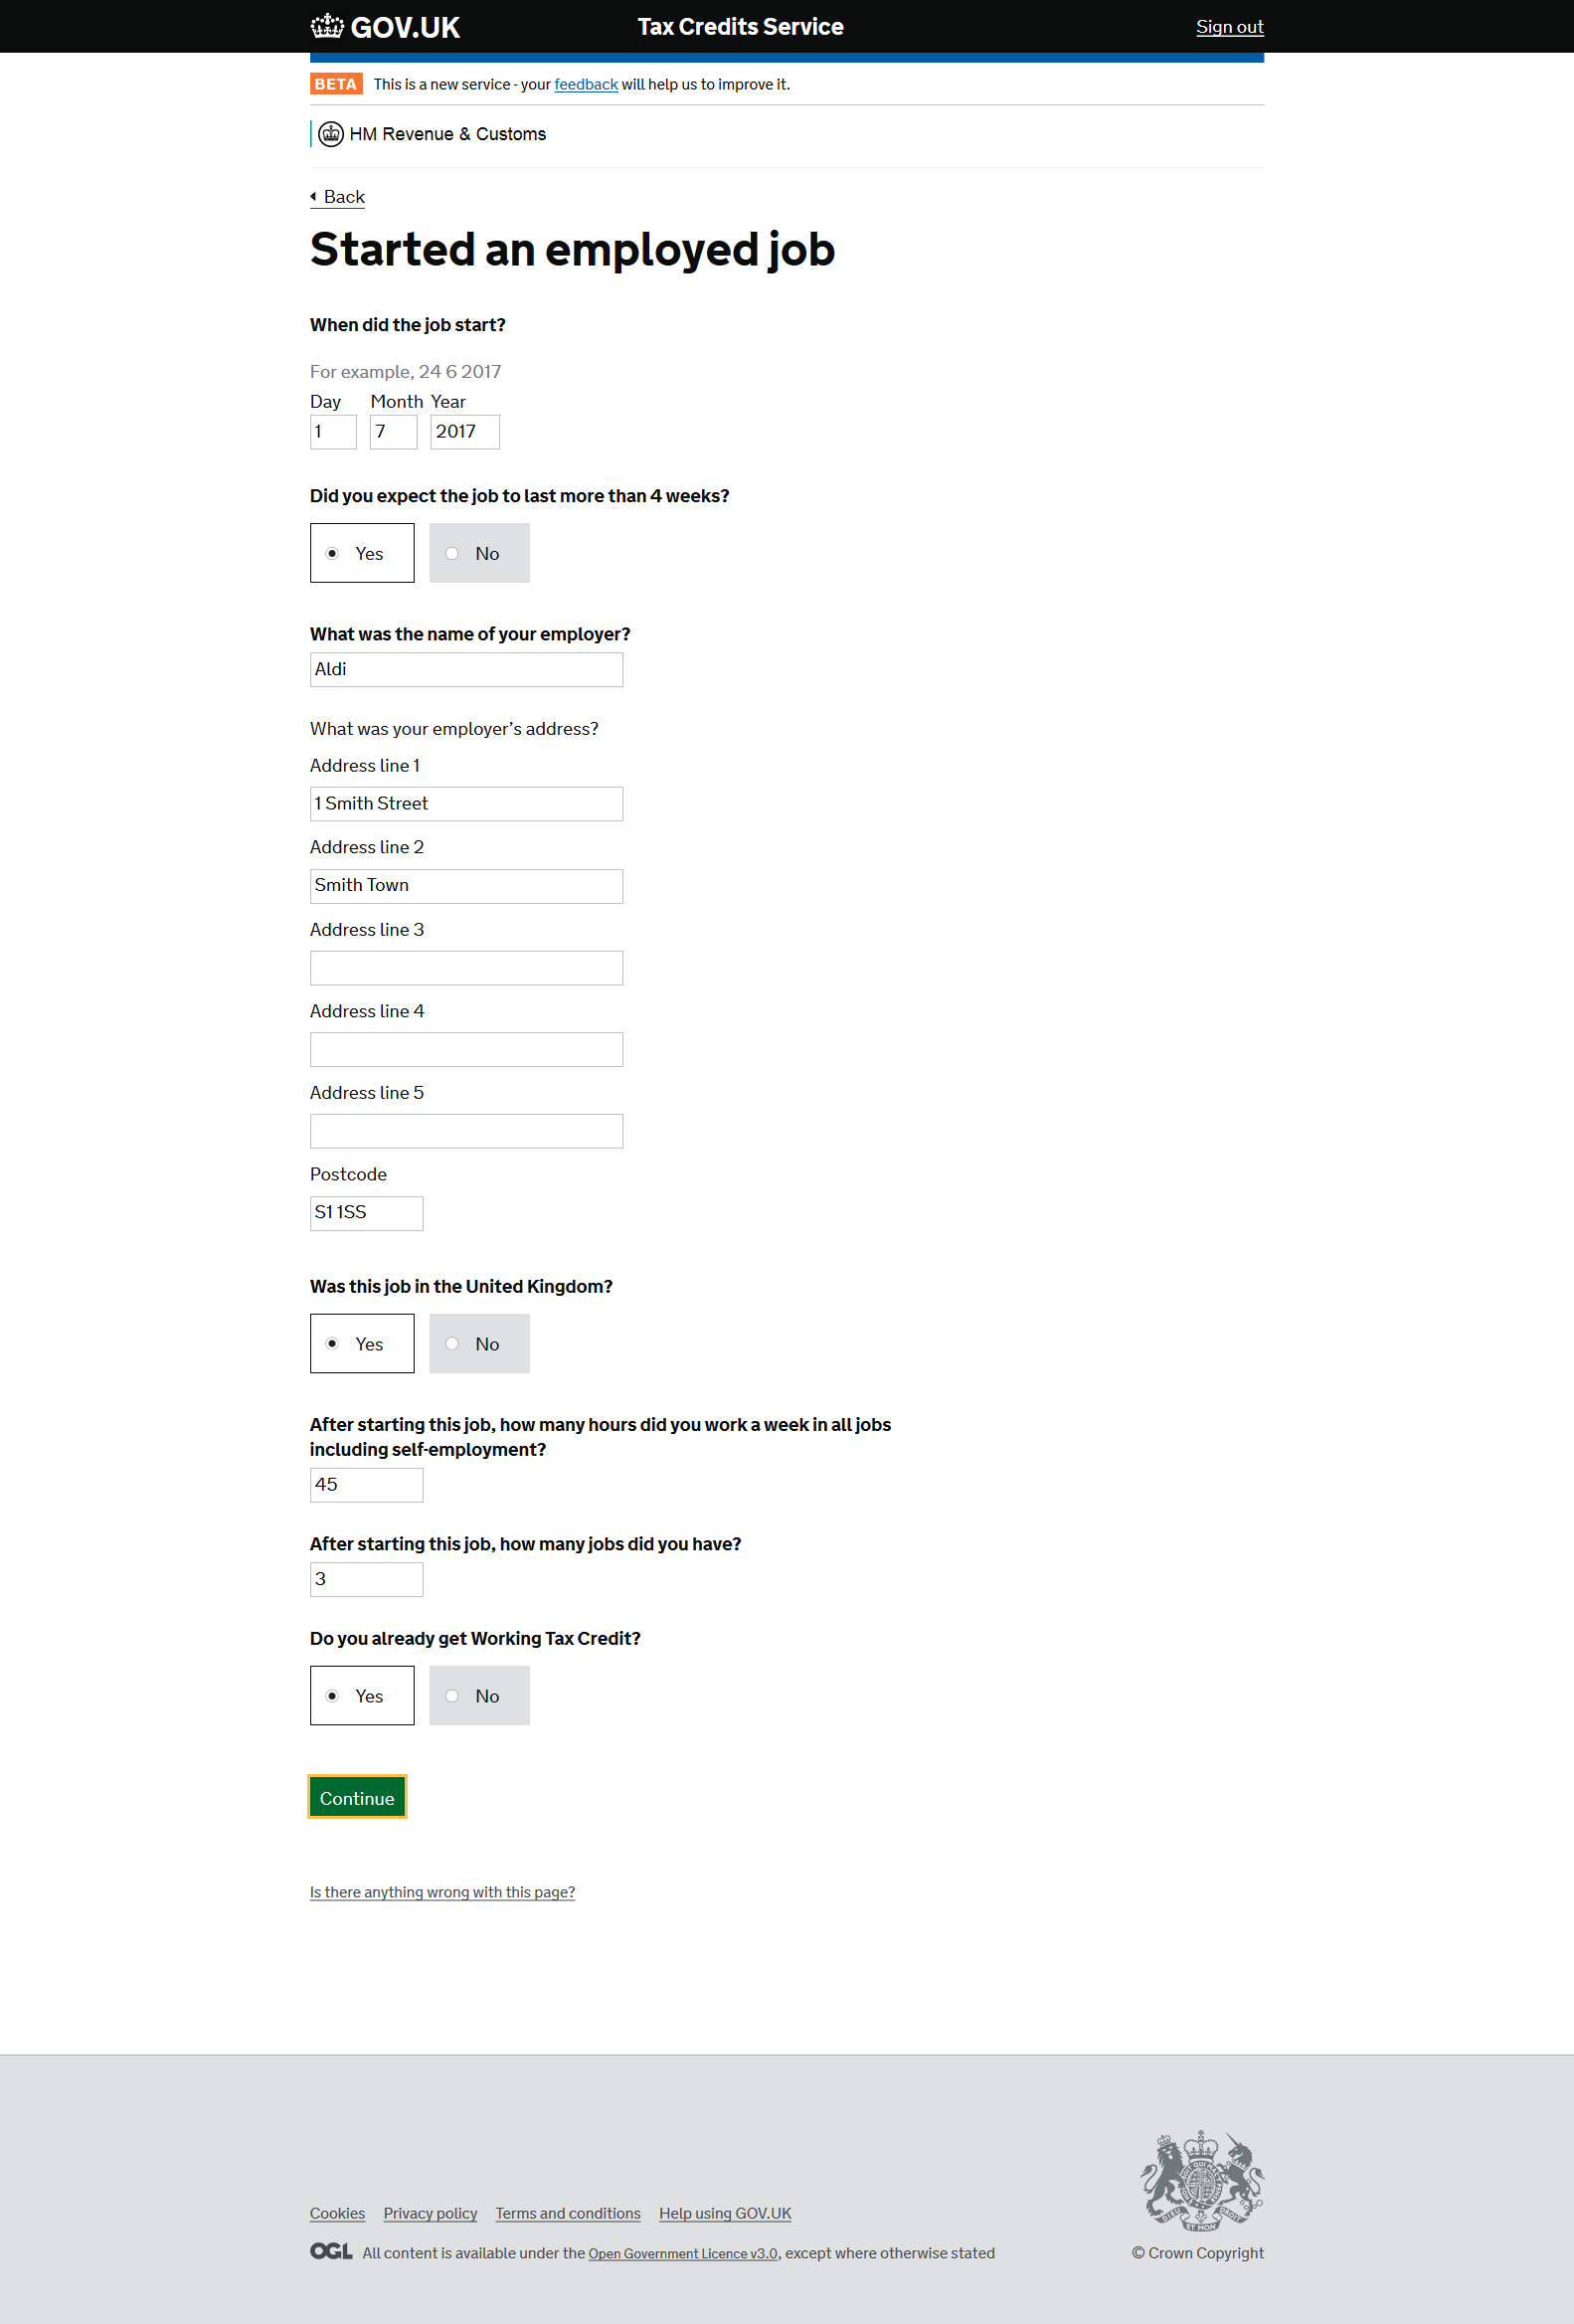 GOV.UK Tax Credits Service Sign out
BETA This is a new service - your feedback will help us to improve it.
HM Revenue & Customs
Back
Started an employed job
When did the job start?
For example, 24 6 2017
Day Month Year
1 7 2017
Did you expect the job to last more than 4 weeks?
Yes No
What was the name of your employer?
Aldi
What was your employer’s address?
Address line 1
1 Smith Street
Address line 2
Smith Town
Address line 3
Address line 4
Address line 5
Postcode
S1 1SS
Was this job in the United Kingdom?
Yes No
After starting this job, how many hours did you work a week in all jobs
including self-employment?
45
After starting this job, how many jobs did you have?
3
Do you already get Working Tax Credit?
Yes No
Continue
Is there anything wrong with this page?
Cookies Privacy policy Terms and conditions Help using GOV.UK
OGL All content is available under the Open Government Licence v3.0, except where otherwise stated
© Crown Copyright